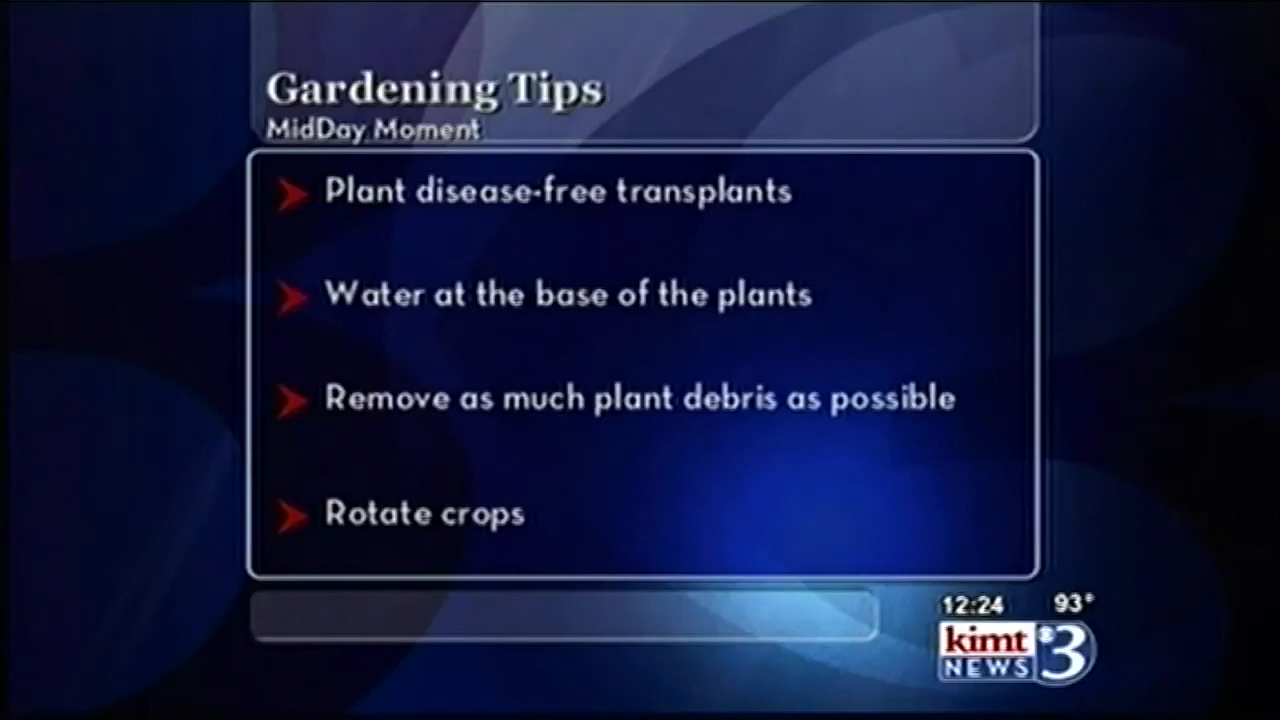 Gardening Tips
MidDay Moment
Plant disease-free transplants
Water at the base of the plants
Remove as much plant debris as possible
Rotate crops
12:24 93°
kimt 3
NEWS